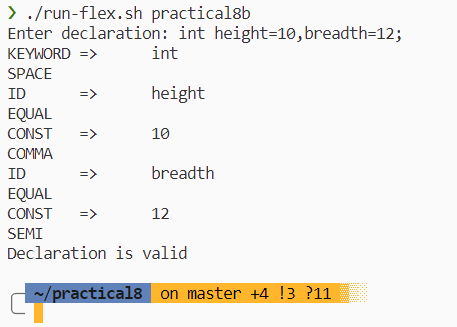 ❯ ./run-flex.sh practical8b
Enter declaration: int height=10,breadth=12;
KEYWORD => int
SPACE
ID => height
EQUAL
CONST => 10
COMMA
ID => breadth
EQUAL
CONST => 12
SEMI
Declaration is valid
~/practical8 on master +4 !3 ?11